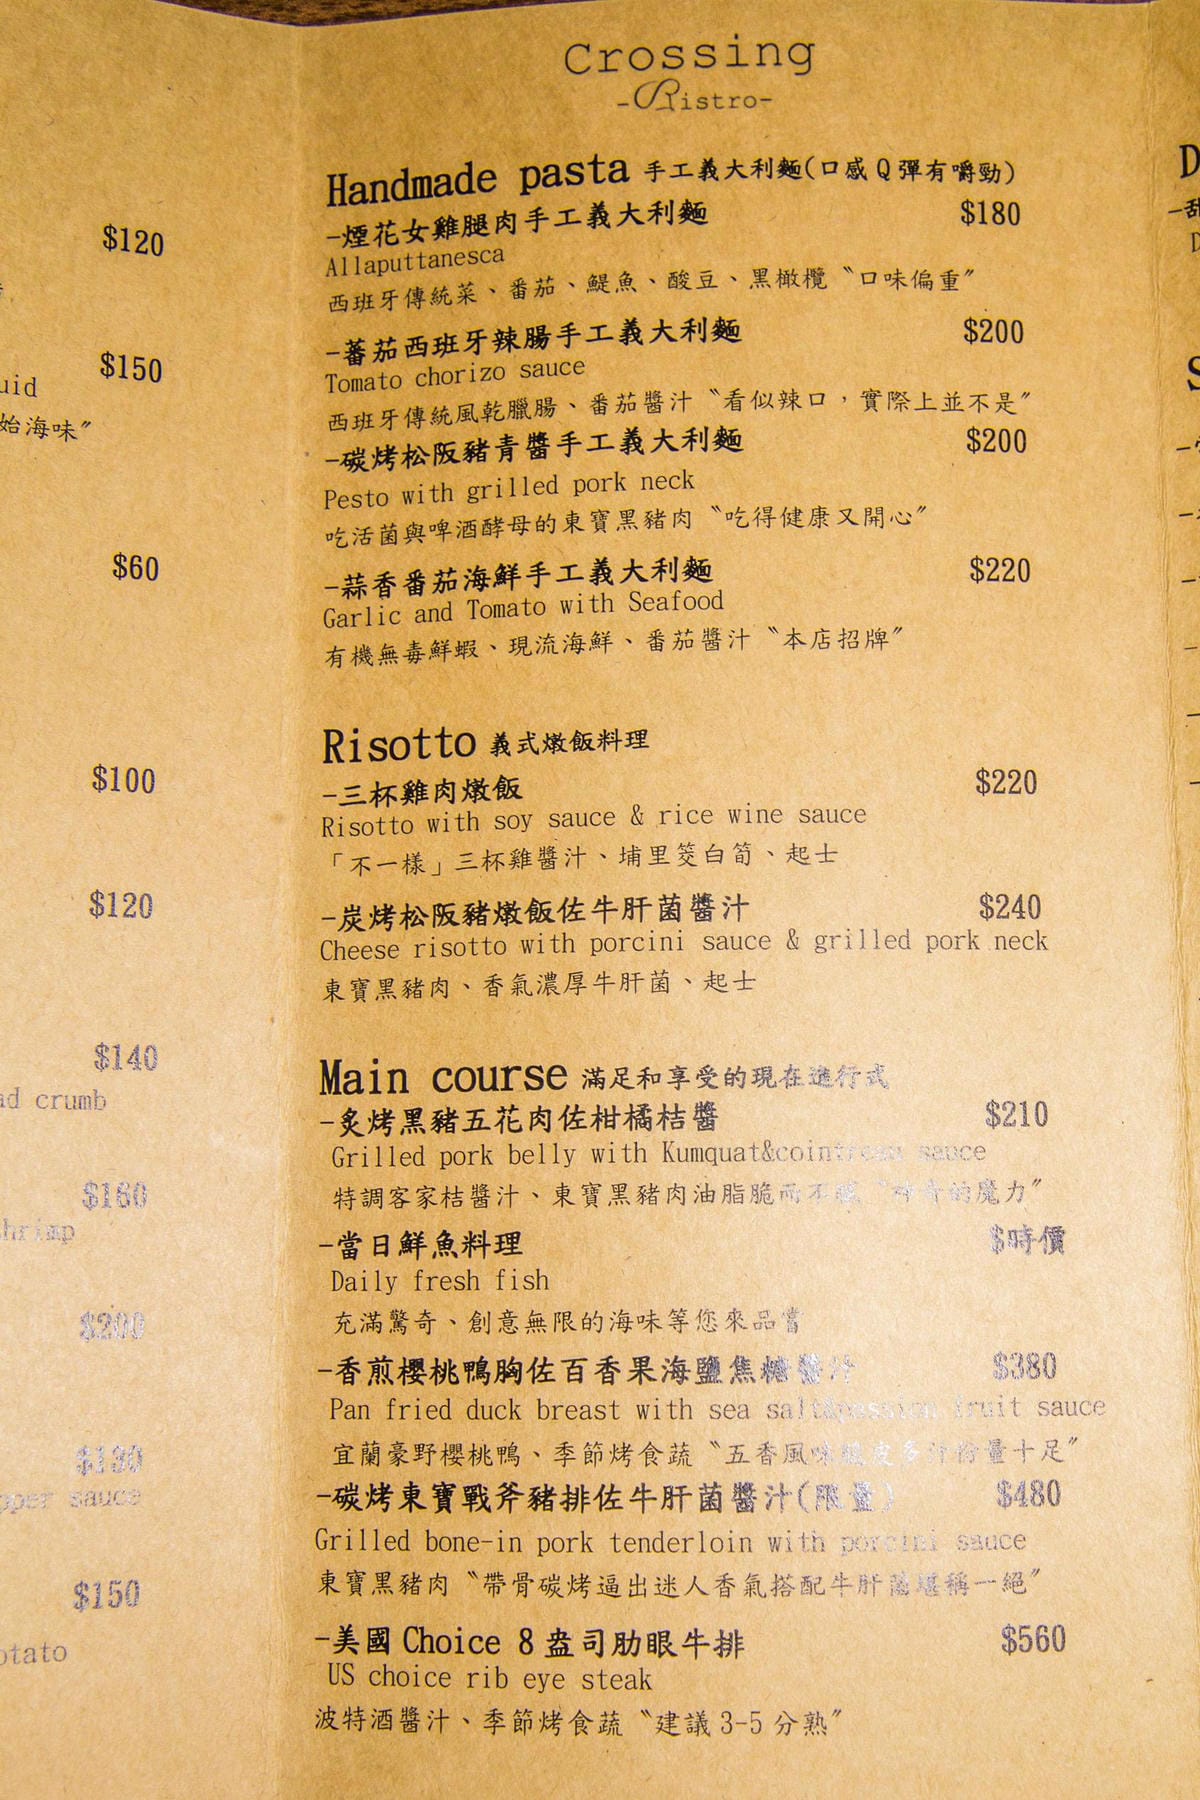 $120
$150
uid
始海味"
$60
$100
$120
$140
ad crumb
$160
hrimp
$200
$130
pper sauce
$150
otato
Crossing
-Bistro-
Handmade pasta 手工義大利麵(口感Q彈有嚼勁)
-煙花女雞腿肉手工義大利麵 $180
Allaputtanesca
西班牙傳統菜、番茄、鯷魚、酸豆、黑橄欖〝口味偏重〞
-蕃茄西班牙辣腸手工義大利麵 $200
Tomato chorizo sauce
西班牙傳統風乾臘腸、番茄醬汁〝看似辣口，實際上並不是〞
-碳烤松阪豬青醬手工義大利麵 $200
Pesto with grilled pork neck
吃活菌與啤酒酵母的東寶黑豬肉〝吃得健康又開心〞
-蒜香番茄海鮮手工義大利麵 $220
Garlic and Tomato with Seafood
有機無毒鮮蝦、現流海鮮、番茄醬汁〝本店招牌〞
Risotto 義式燉飯料理
-三杯雞肉燉飯 $220
Risotto with soy sauce & rice wine sauce
「不一樣」三杯雞醬汁、埔里筊白筍、起士
-炭烤松阪豬燉飯佐牛肝菌醬汁 $240
Cheese risotto with porcini sauce & grilled pork neck
東寶黑豬肉、香氣濃厚牛肝菌、起士
Main course 滿足和享受的現在進行式
-炙烤黑豬五花肉佐柑橘桔醬 $210
Grilled pork belly with Kumquat&cointreau sauce
特調客家桔醬汁、東寶黑豬肉油脂脆而不膩〝神奇的魔力〞
-當日鮮魚料理 $時價
Daily fresh fish
充滿驚奇、創意無限的海味等您來品嘗
-香煎櫻桃鴨胸佐百香果海鹽焦糖醬汁 $380
Pan fried duck breast with sea salt&passion fruit sauce
宜蘭豪野櫻桃鴨、季節烤食蔬〝五香風味脆皮多汁份量十足〞
-碳烤東寶戰斧豬排佐牛肝菌醬汁(限量) $480
Grilled bone-in pork tenderloin with porcini sauce
東寶黑豬肉〝帶骨碳烤逼出迷人香氣搭配牛肝菌堪稱一絕〞
-美國Choice 8盎司肋眼牛排 $560
US choice rib eye steak
波特酒醬汁、季節烤食蔬〝建議3-5分熟〞